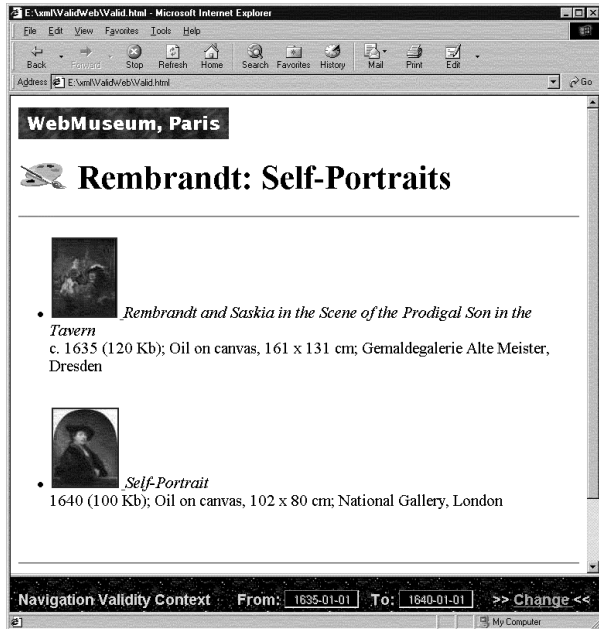 E:\xml\ValidWeb\Valid.html - Microsoft Internet Explorer
File Edit View Favorites Tools Help
Back Forward Stop Refresh Home Search Favorites History Mail Print Edit
Address E:\xml\ValidWeb\Valid.html Go
WebMuseum, Paris
Rembrandt: Self-Portraits
Rembrandt and Saskia in the Scene of the Prodigal Son in the
Tavern
c. 1635 (120 Kb); Oil on canvas, 161 x 131 cm; Gemaldegalerie Alte Meister,
Dresden
Self-Portrait
1640 (100 Kb); Oil on canvas, 102 x 80 cm; National Gallery, London
Navigation Validity Context From: 1635-01-01 To: 1640-01-01 >> Change <<
My Computer